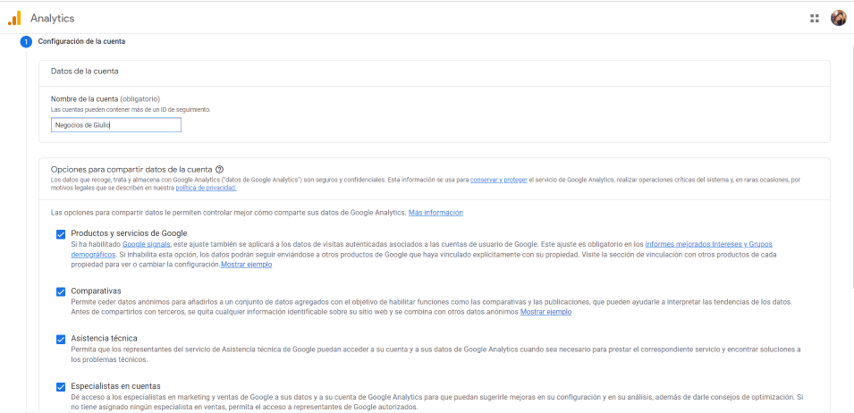 Analytics
1 Configuración de la cuenta
Datos de la cuenta
Nombre de la cuenta (obligatorio)
Las cuentas pueden contener más de un ID de seguimiento.
Negocios de Giulio
Opciones para compartir datos de la cuenta ?
Los datos que recoge, trata y almacena con Google Analytics ("datos de Google Analytics") son seguros y confidenciales. Esta información se usa para conservar y proteger el servicio de Google Analytics, realizar operaciones críticas del sistema y, en raras ocasiones, por
motivos legales que se describen en nuestra política de privacidad.
Las opciones para compartir datos le permiten controlar mejor cómo comparte sus datos de Google Analytics. Más información
Productos y servicios de Google
Si ha habilitado Google signals, este ajuste también se aplicará a los datos de visitas autenticadas asociados a las cuentas de usuario de Google. Este ajuste es obligatorio en los informes mejorados Intereses y Grupos
demográficos. Si inhabilita esta opción, los datos podrán seguir enviándose a otros productos de Google que haya vinculado explícitamente con su propiedad. Visite la sección de vinculación con otros productos de cada
propiedad para ver o cambiar la configuración. Mostrar ejemplo
Comparativas
Permite ceder datos anónimos para añadirlos a un conjunto de datos agregados con el objetivo de habilitar funciones como las comparativas y las publicaciones, que pueden ayudarle a interpretar las tendencias de los datos.
Antes de compartirlos con terceros, se quita cualquier información identificable sobre su sitio web y se combina con otros datos anónimos Mostrar ejemplo
Asistencia técnica
Permita que los representantes del servicio de Asistencia técnica de Google puedan acceder a su cuenta y a sus datos de Google Analytics cuando sea necesario para prestar el correspondiente servicio y encontrar soluciones a
los problemas técnicos.
Especialistas en cuentas
Dé acceso a los especialistas en marketing y ventas de Google a sus datos y a su cuenta de Google Analytics para que puedan sugerirle mejoras en su configuración y en su análisis, además de darle consejos de optimización. Si
no tiene asignado ningún especialista en ventas, permita el acceso a representantes de Google autorizados.